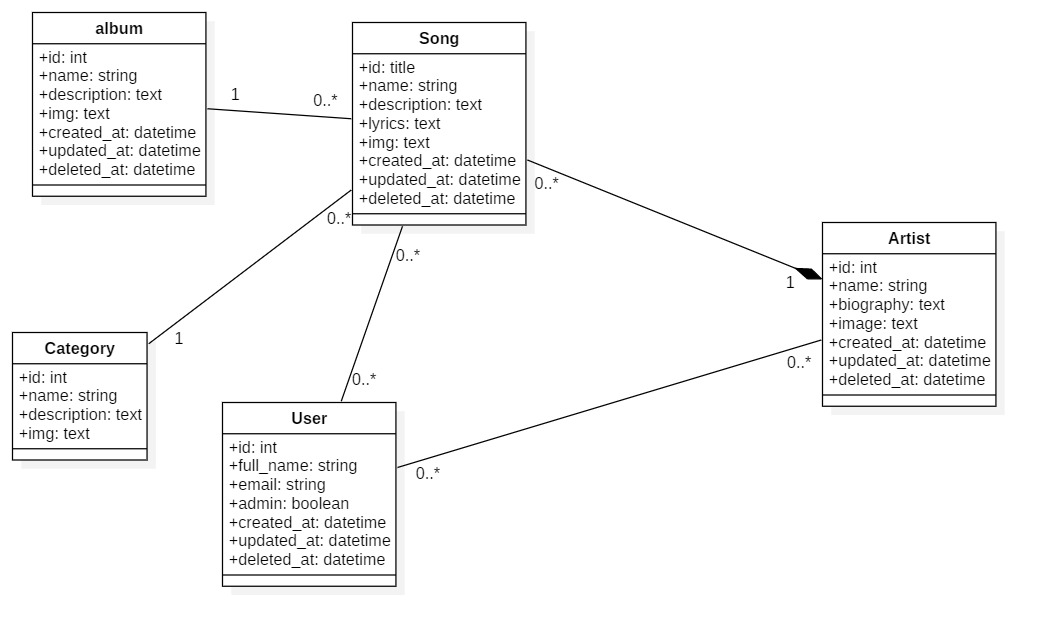 album
+id: int
+name: string
+description: text
+img: text
+created_at: datetime
+updated_at: datetime
+deleted_at: datetime
1
0..*
Song
+id: title
+name: string
+description: text
+lyrics: text
+img: text
+created_at: datetime
+updated_at: datetime
+deleted_at: datetime
0..*
0..*
0..*
1
Artist
+id: int
+name: string
+biography: text
+image: text
+created_at: datetime
+updated_at: datetime
+deleted_at: datetime
0..*
1
Category
+id: int
+name: string
+description: text
+img: text
0..*
User
+id: int
+full_name: string
+email: string
+admin: boolean
+created_at: datetime
+updated_at: datetime
+deleted_at: datetime
0..*